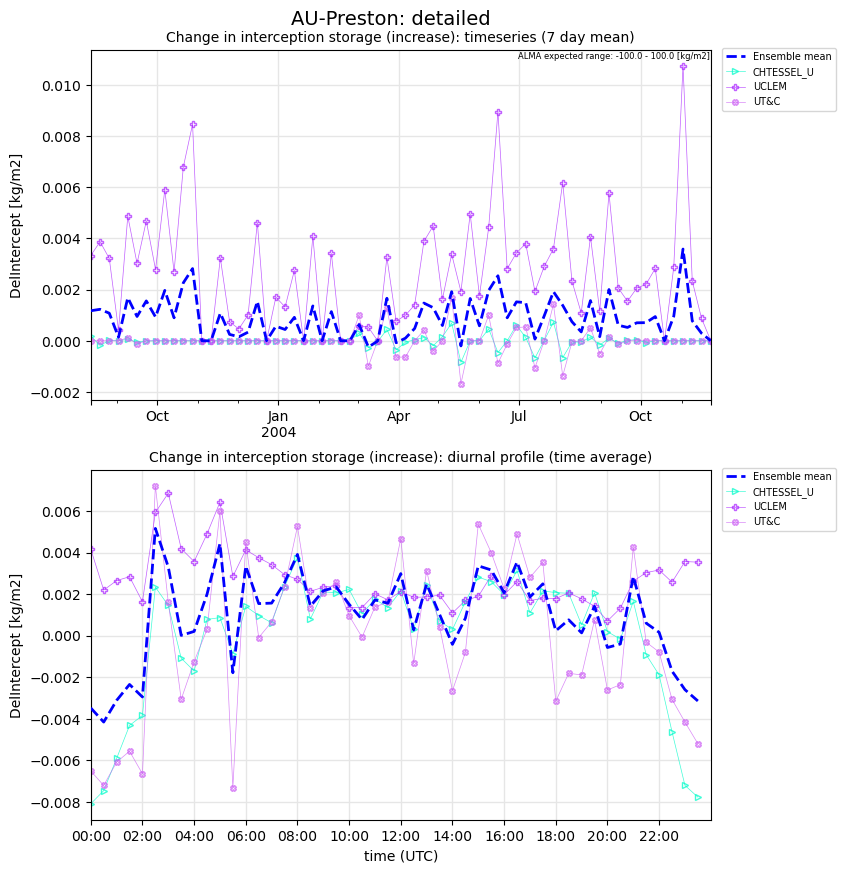 AU-Preston: detailed
Change in interception storage (increase): timeseries (7 day mean)
ALMA expected range: -100.0 - 100.0 [kg/m2]
DelIntercept [kg/m2]
0.010
0.008
0.006
0.004
0.002
0.000
−0.002
Oct
Jan
2004
Apr
Jul
Oct
Ensemble mean
CHTESSEL_U
UCLEM
UT&C
Change in interception storage (increase): diurnal profile (time average)
DelIntercept [kg/m2]
0.006
0.004
0.002
0.000
−0.002
−0.004
−0.006
−0.008
00:00
02:00
04:00
06:00
08:00
10:00
12:00
14:00
16:00
18:00
20:00
22:00
time (UTC)
Ensemble mean
CHTESSEL_U
UCLEM
UT&C